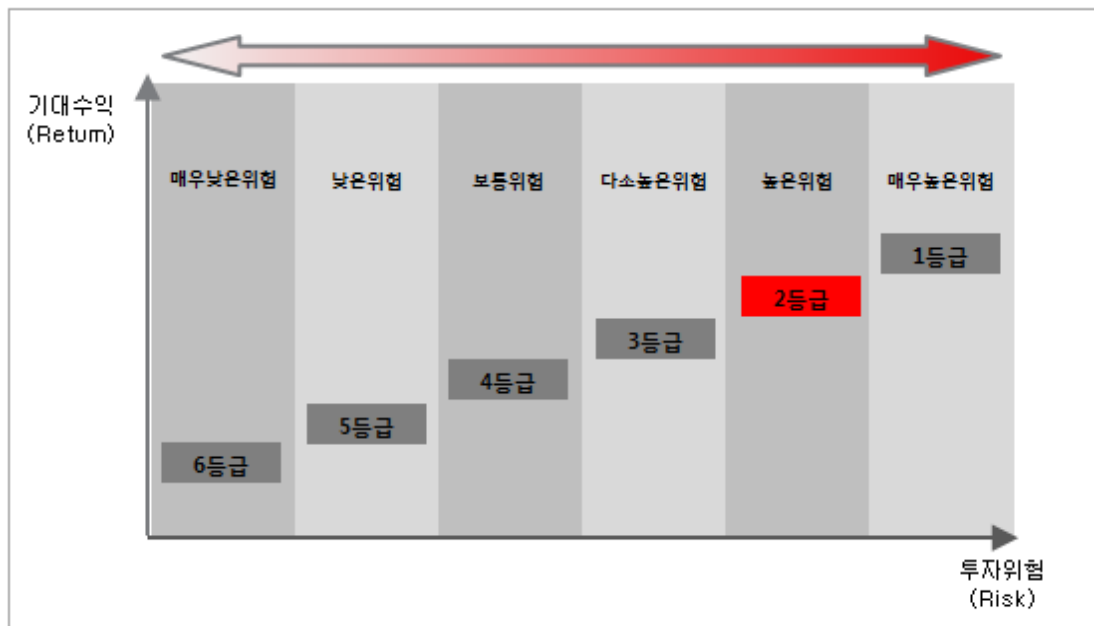 기대수익
(Retum)
매우낮은위험 낮은위험 보통위험 다소높은위험 높은위험 매우높은위험
1등급
2등급
3등급
4등급
5등급
6등급
투자위험
(Risk)